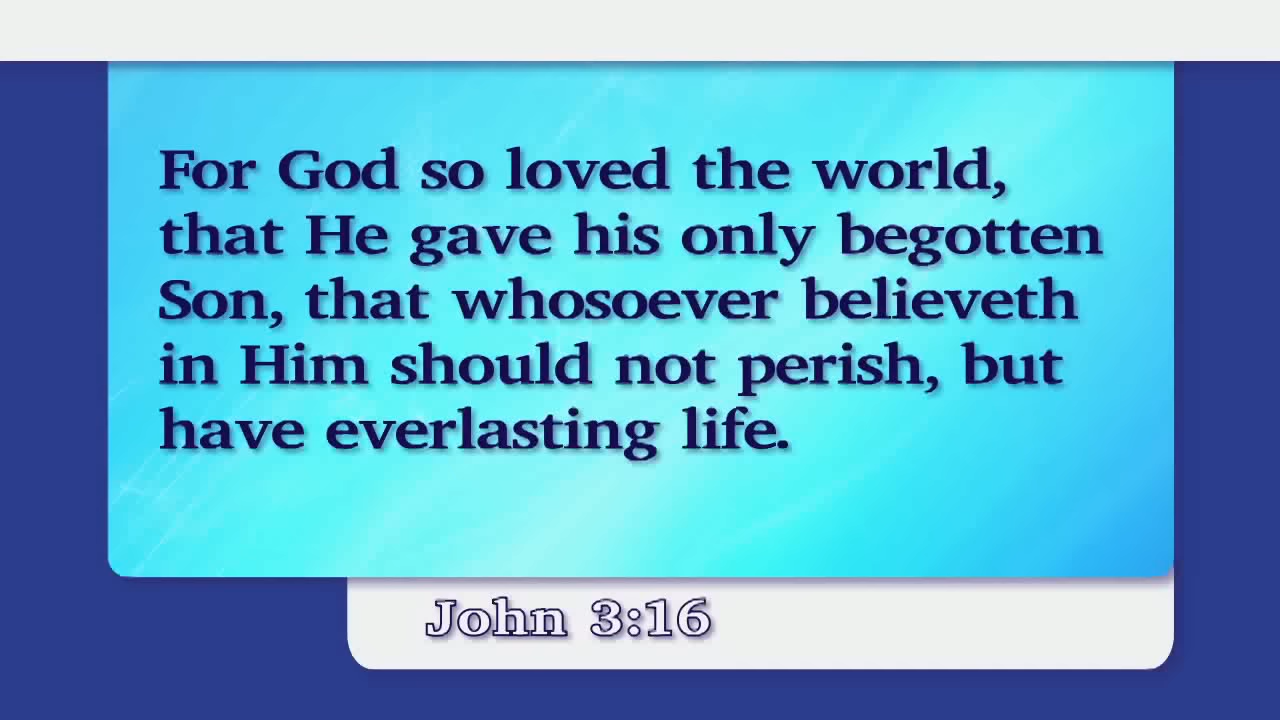 For God so loved the world,
that He gave his only begotten
Son, that whosoever believeth
in Him should not perish, but
have everlasting life.
John 3:16